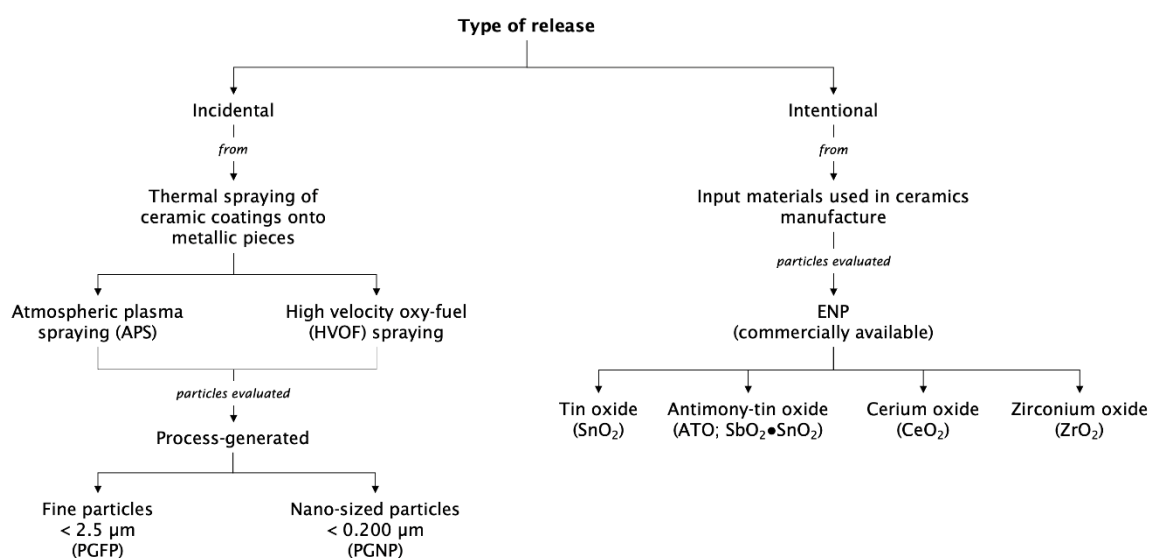 Type of release
Incidental
Intentional
from
from
Thermal spraying of
ceramic coatings onto
metallic pieces
Input materials used in ceramics
manufacture
particles evaluated
Atmospheric plasma
spraying (APS)
High velocity oxy-fuel
(HVOF) spraying
ENP
(commercially available)
particles evaluated
Process-generated
Tin oxide
(SnO₂)
Antimony-tin oxide
(ATO; SbO₂•SnO₂)
Cerium oxide
(CeO₂)
Zirconium oxide
(ZrO₂)
Fine particles
< 2.5 µm
(PGFP)
Nano-sized particles
< 0.200 µm
(PGNP)